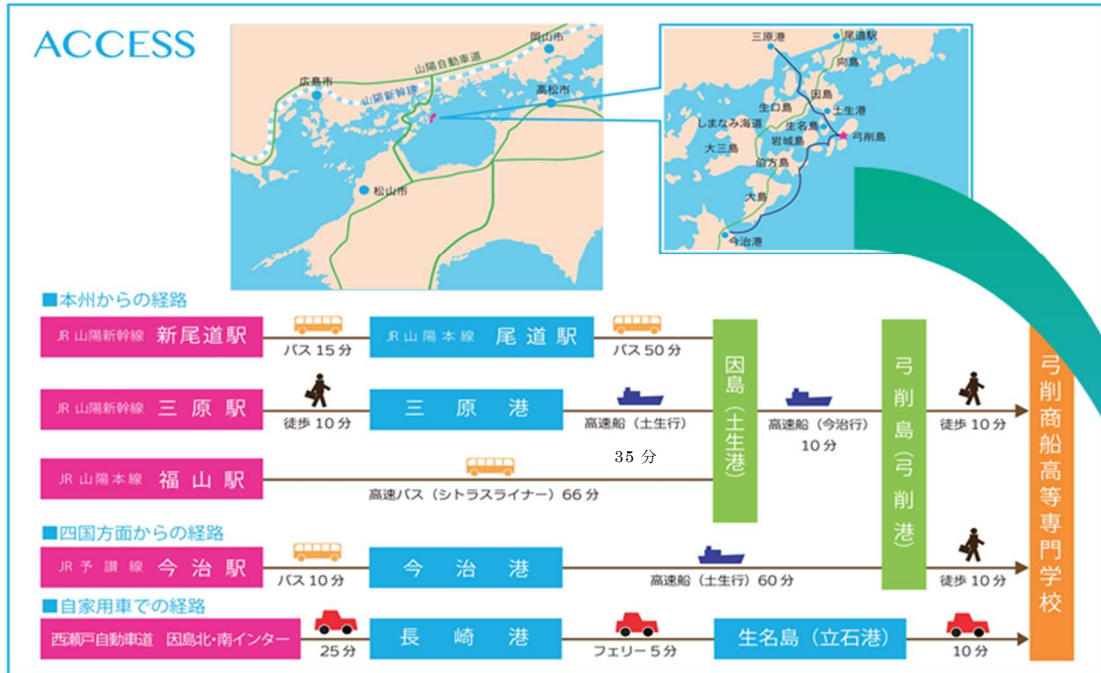 ACCESS
岡山市
山陽自動車道
広島市
山陽新幹線
高松市
松山市
三原港
尾道駅
向島
因島
生口島
土生港
しまなみ海道
生名島
弓削島
岩城島
大三島
伯方島
大島
今治港
■本州からの経路
JR 山陽新幹線 新尾道駅
バス 15 分
JR 山陽本線 尾道駅
バス 50 分
JR 山陽新幹線 三原駅
徒歩 10 分
三原港
高速船（土生行）
35 分
JR 山陽本線 福山駅
高速バス（シトラスライナー）66 分
因島（土生港）
高速船（今治行）
10 分
弓削島（弓削港）
徒歩 10 分
弓削商船高等専門学校
■四国方面からの経路
JR 予讃線 今治駅
バス 10 分
今治港
高速船（土生行）60 分
徒歩 10 分
■自家用車での経路
西瀬戸自動車道 因島北・南インター
25 分
長崎港
フェリー 5 分
生名島（立石港）
10 分